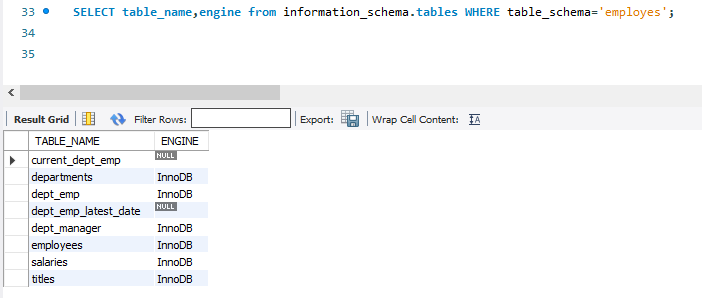 33 SELECT table_name,engine from information_schema.tables WHERE table_schema='employes';
34
35
Result Grid Filter Rows: Export: Wrap Cell Content: IA
TABLE_NAME ENGINE
current_dept_emp NULL
departments InnoDB
dept_emp InnoDB
dept_emp_latest_date NULL
dept_manager InnoDB
employees InnoDB
salaries InnoDB
titles InnoDB